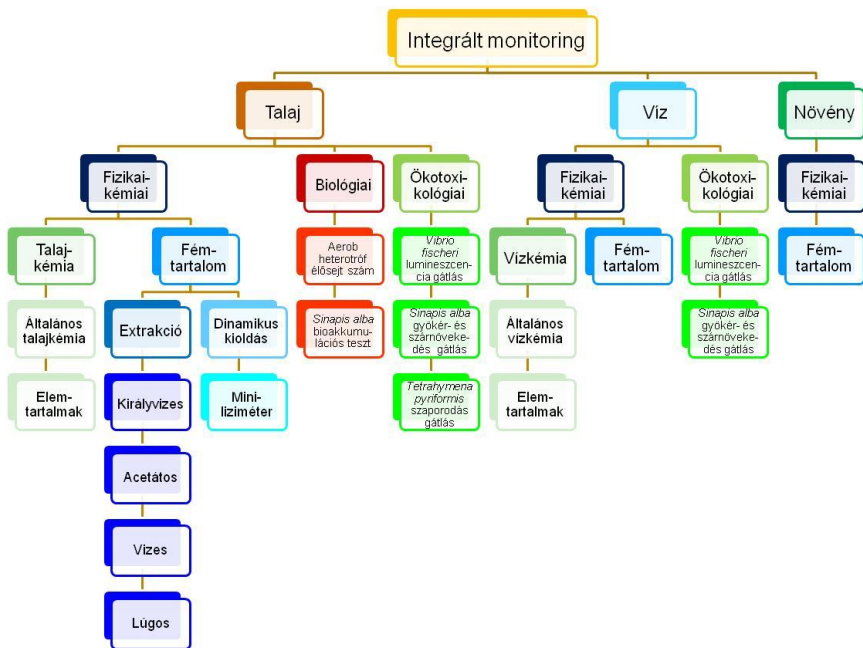 Integrált monitoring
Talaj
Víz
Növény
Fizikai-
kémiai
Biológiai
Ökotoxi-
kológiai
Fizikai-
kémiai
Ökotoxi-
kológiai
Fizikai-
kémiai
Talaj-
kémia
Fém-
tartalom
Aerob
heterotróf
élősejt szám
Vibrio
fischeri
lumineszcen-
cia gátlás
Vízkémia
Fém-
tartalom
Vibrio
fischeri
lumineszcen-
cia gátlás
Fém-
tartalom
Általános
talajkémia
Extrakció
Dinamikus
kioldás
Sinapis alba
bioakkumu-
lációs teszt
Sinapis alba
gyökér- és
szárnöveke-
dés gátlás
Általános
vízkémia
Sinapis alba
gyökér- és
szárnöveke-
dés gátlás
Elem-
tartalmak
Királyvizes
Mini-
liziméter
Tetrahymena
pyriformis
szaporodás
gátlás
Elem-
tartalmak
Acetátos
Vizes
Lúgos